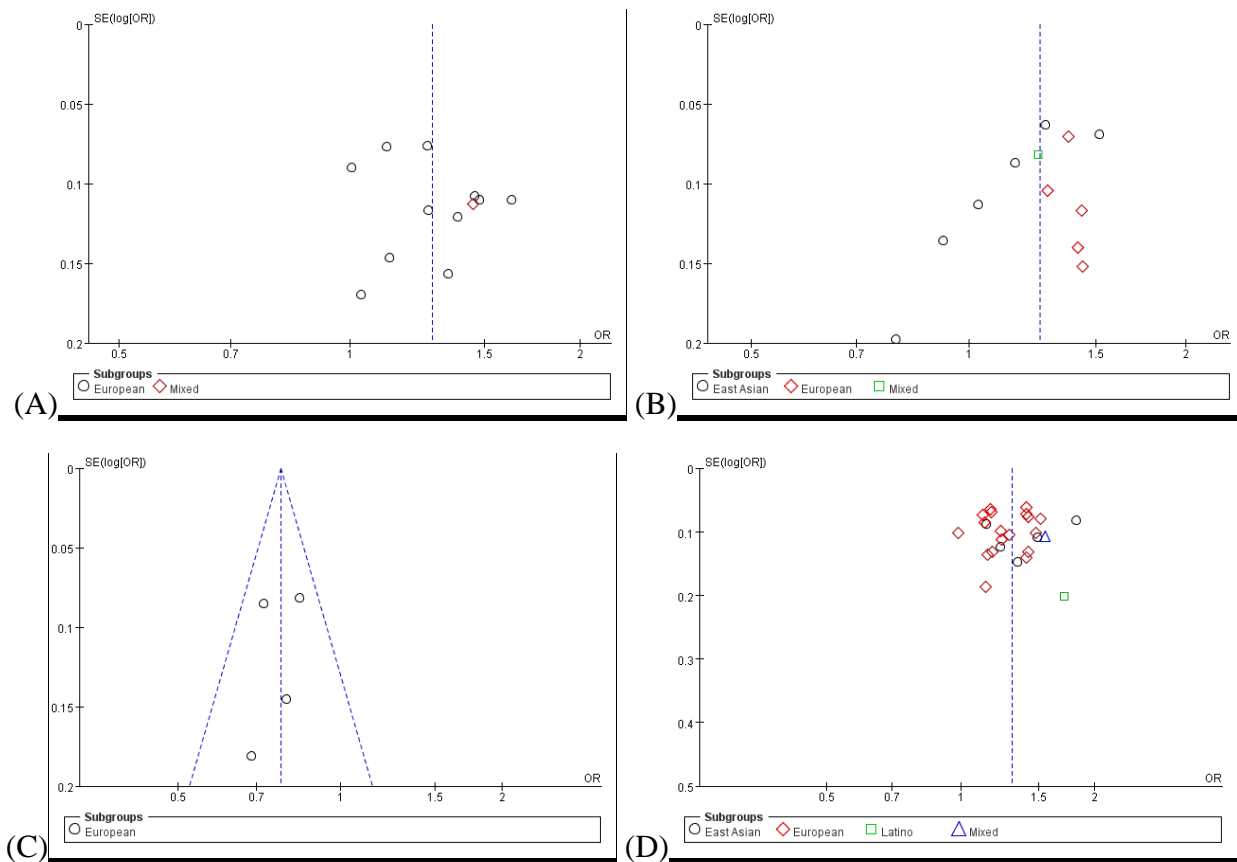 SE(log[OR])
0
0.05
0.1
0.15
0.2
OR
0.5 0.7 1 1.5 2
Subgroups
European Mixed
(A)
SE(log[OR])
0
0.05
0.1
0.15
0.2
OR
0.5 0.7 1 1.5 2
Subgroups
East Asian European Mixed
(B)
SE(log[OR])
0
0.05
0.1
0.15
0.2
OR
0.5 0.7 1 1.5 2
Subgroups
European
(C)
SE(log[OR])
0
0.1
0.2
0.3
0.4
0.5
OR
0.5 0.7 1 1.5 2
Subgroups
East Asian European Latino Mixed
(D)